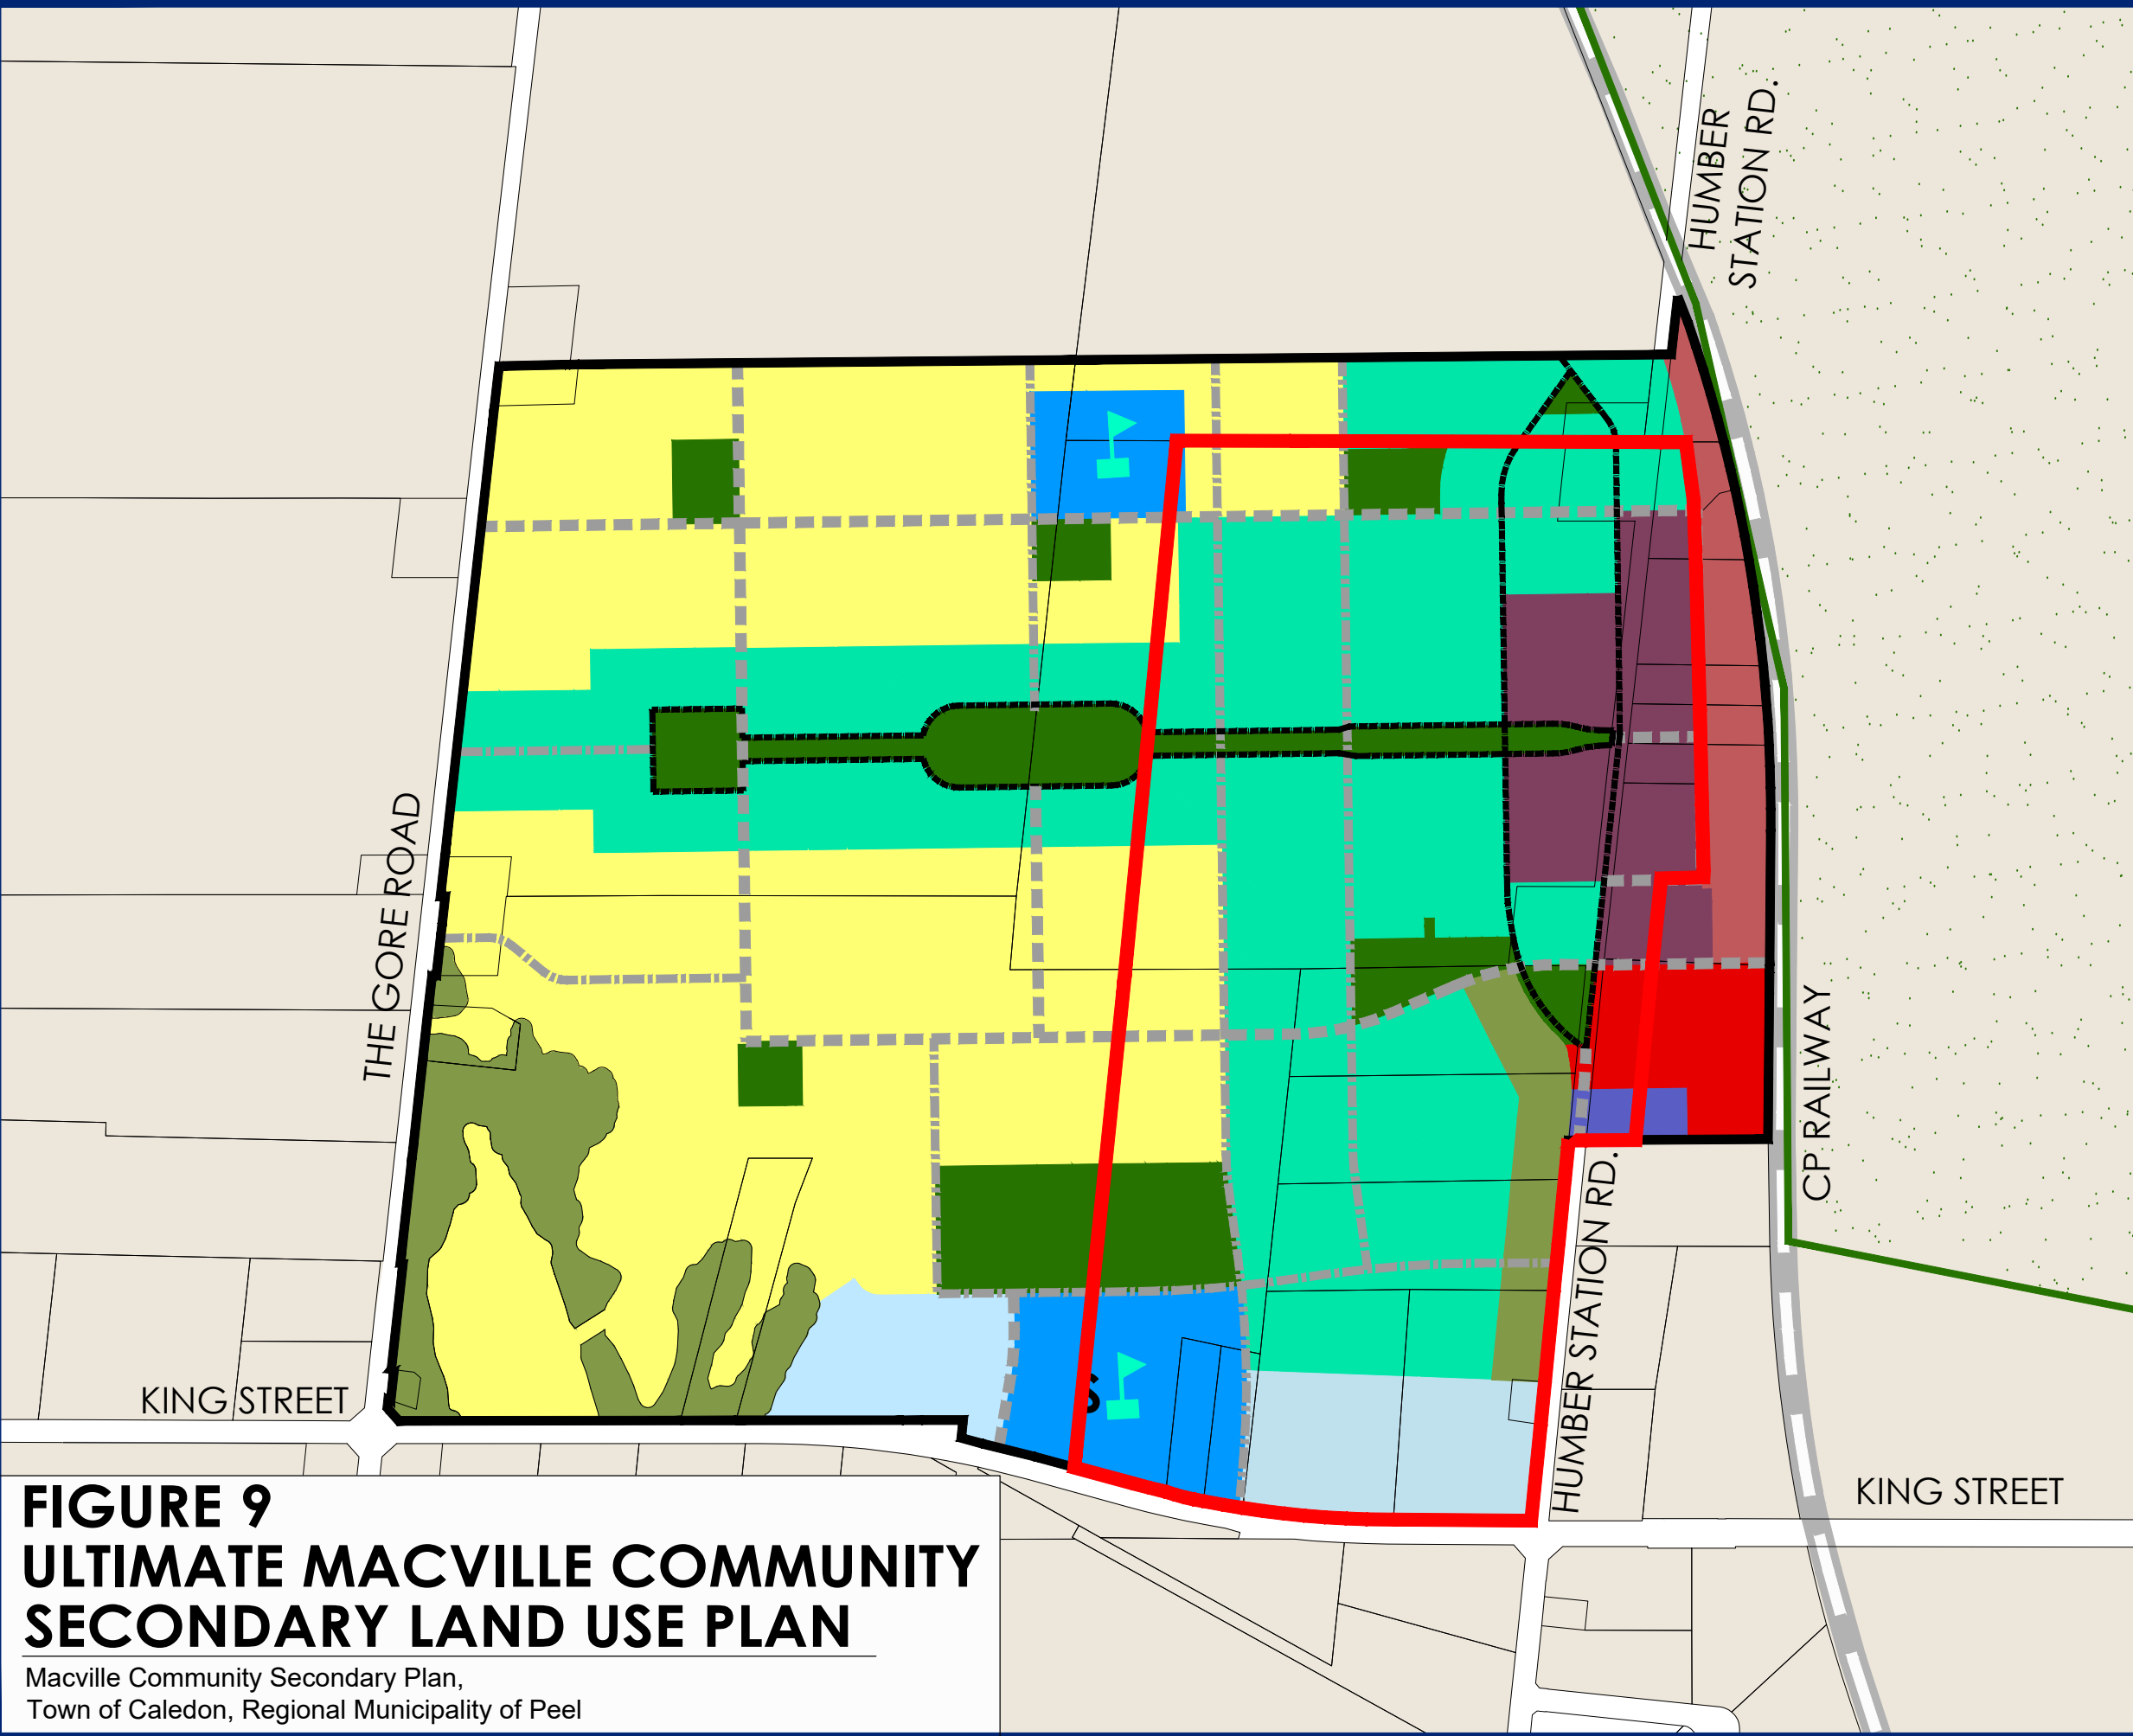 HUMBER
STATION RD.
THE GORE ROAD
CP RAILWAY
HUMBER STATION RD.
S
KING STREET
KING STREET
FIGURE 9
ULTIMATE MACVILLE COMMUNITY
SECONDARY LAND USE PLAN
Macville Community Secondary Plan,
Town of Caledon, Regional Municipality of Peel